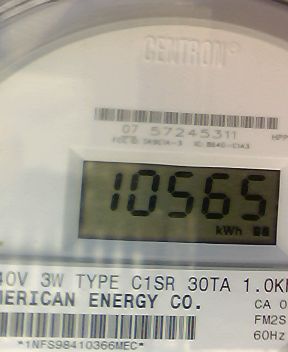 CENTRON®
07 57245311
10565
kWh
40V 3W TYPE C1SR 30TA 1.0K
MERICAN ENERGY CO.
CA 0
FM2S
60Hz
*1NFS98410366MEC*